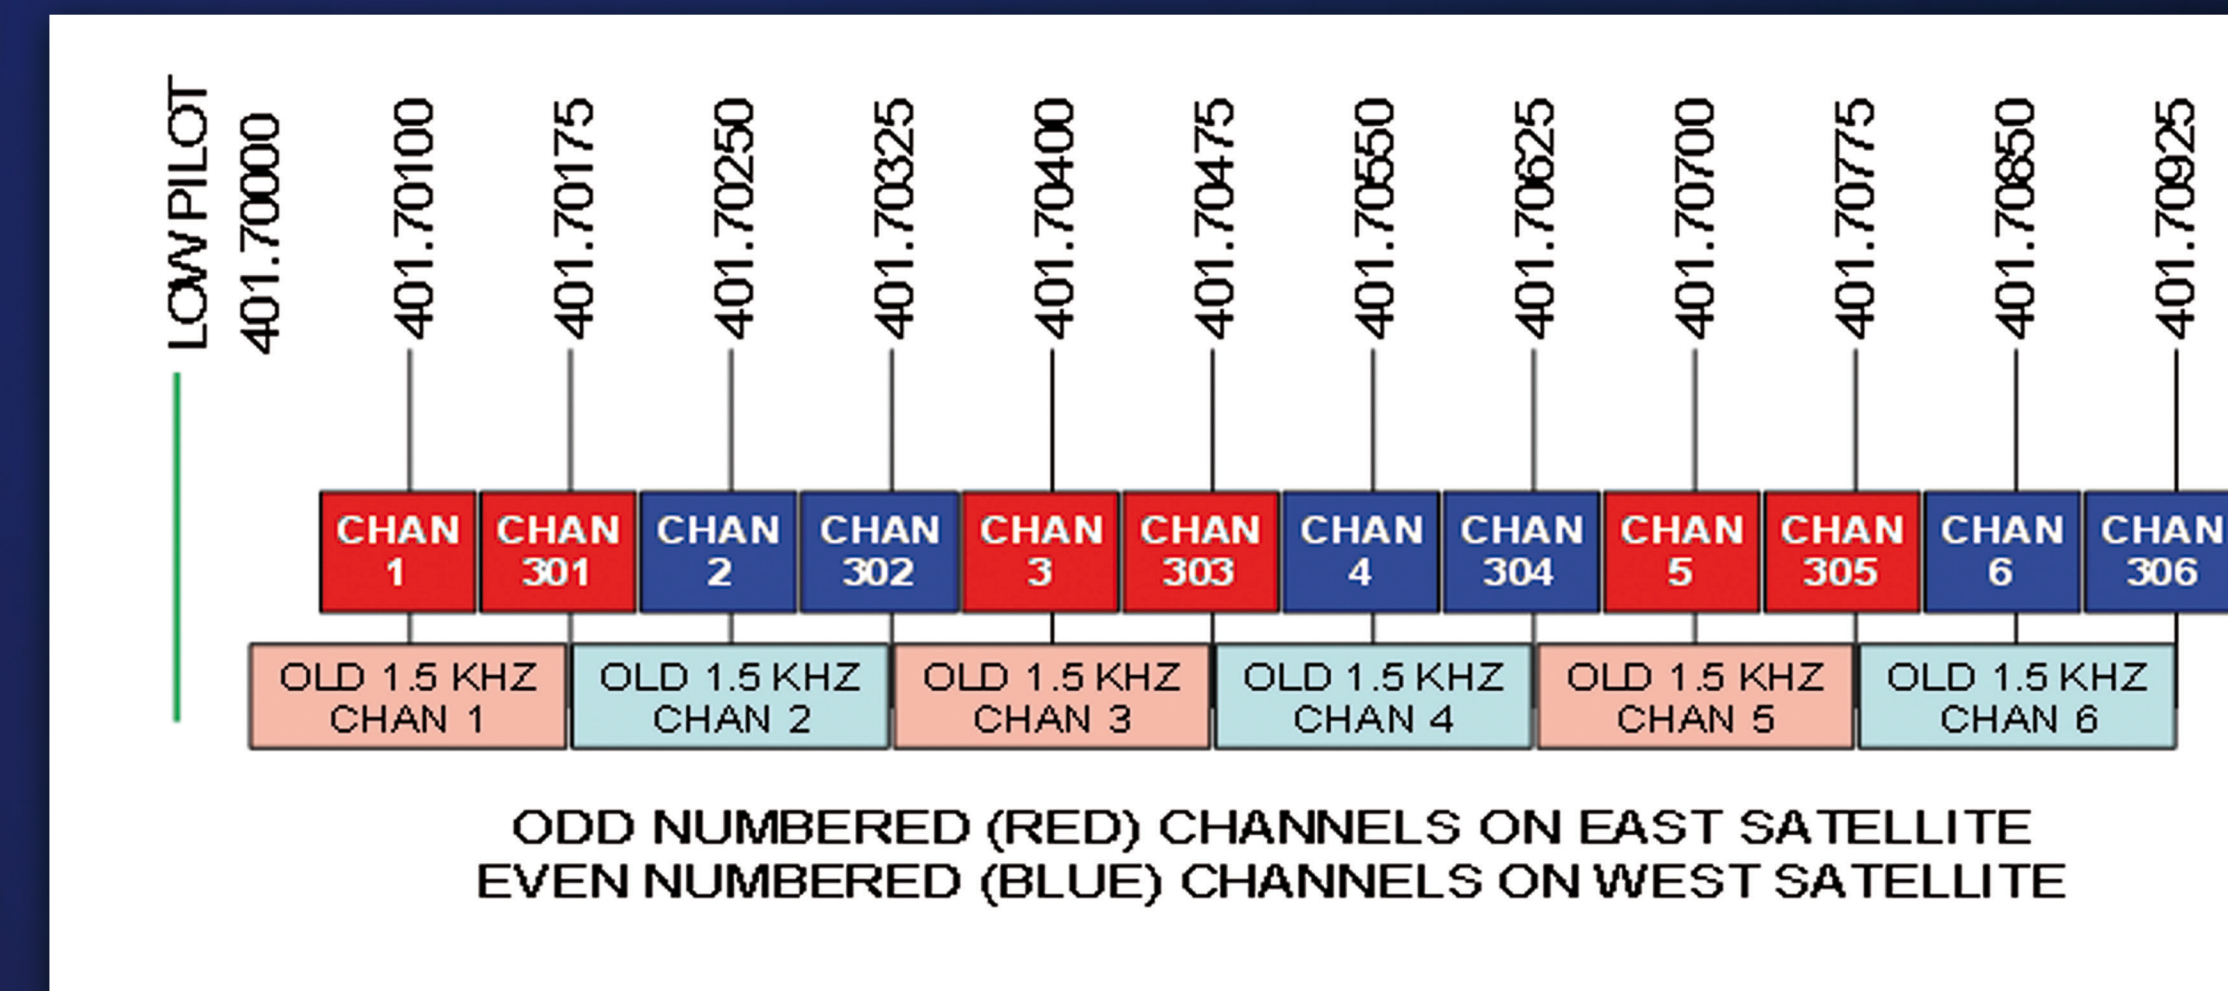 LOW PILOT
401.70000
401.70100
401.70175
401.70250
401.70325
401.70400
401.70475
401.70550
401.70625
401.70700
401.70775
401.70850
401.70925
CHAN
1
CHAN
301
CHAN
2
CHAN
302
CHAN
3
CHAN
303
CHAN
4
CHAN
304
CHAN
5
CHAN
305
CHAN
6
CHAN
306
OLD 1.5 KHZ
CHAN 1
OLD 1.5 KHZ
CHAN 2
OLD 1.5 KHZ
CHAN 3
OLD 1.5 KHZ
CHAN 4
OLD 1.5 KHZ
CHAN 5
OLD 1.5 KHZ
CHAN 6
ODD NUMBERED (RED) CHANNELS ON EAST SATELLITE
EVEN NUMBERED (BLUE) CHANNELS ON WEST SATELLITE